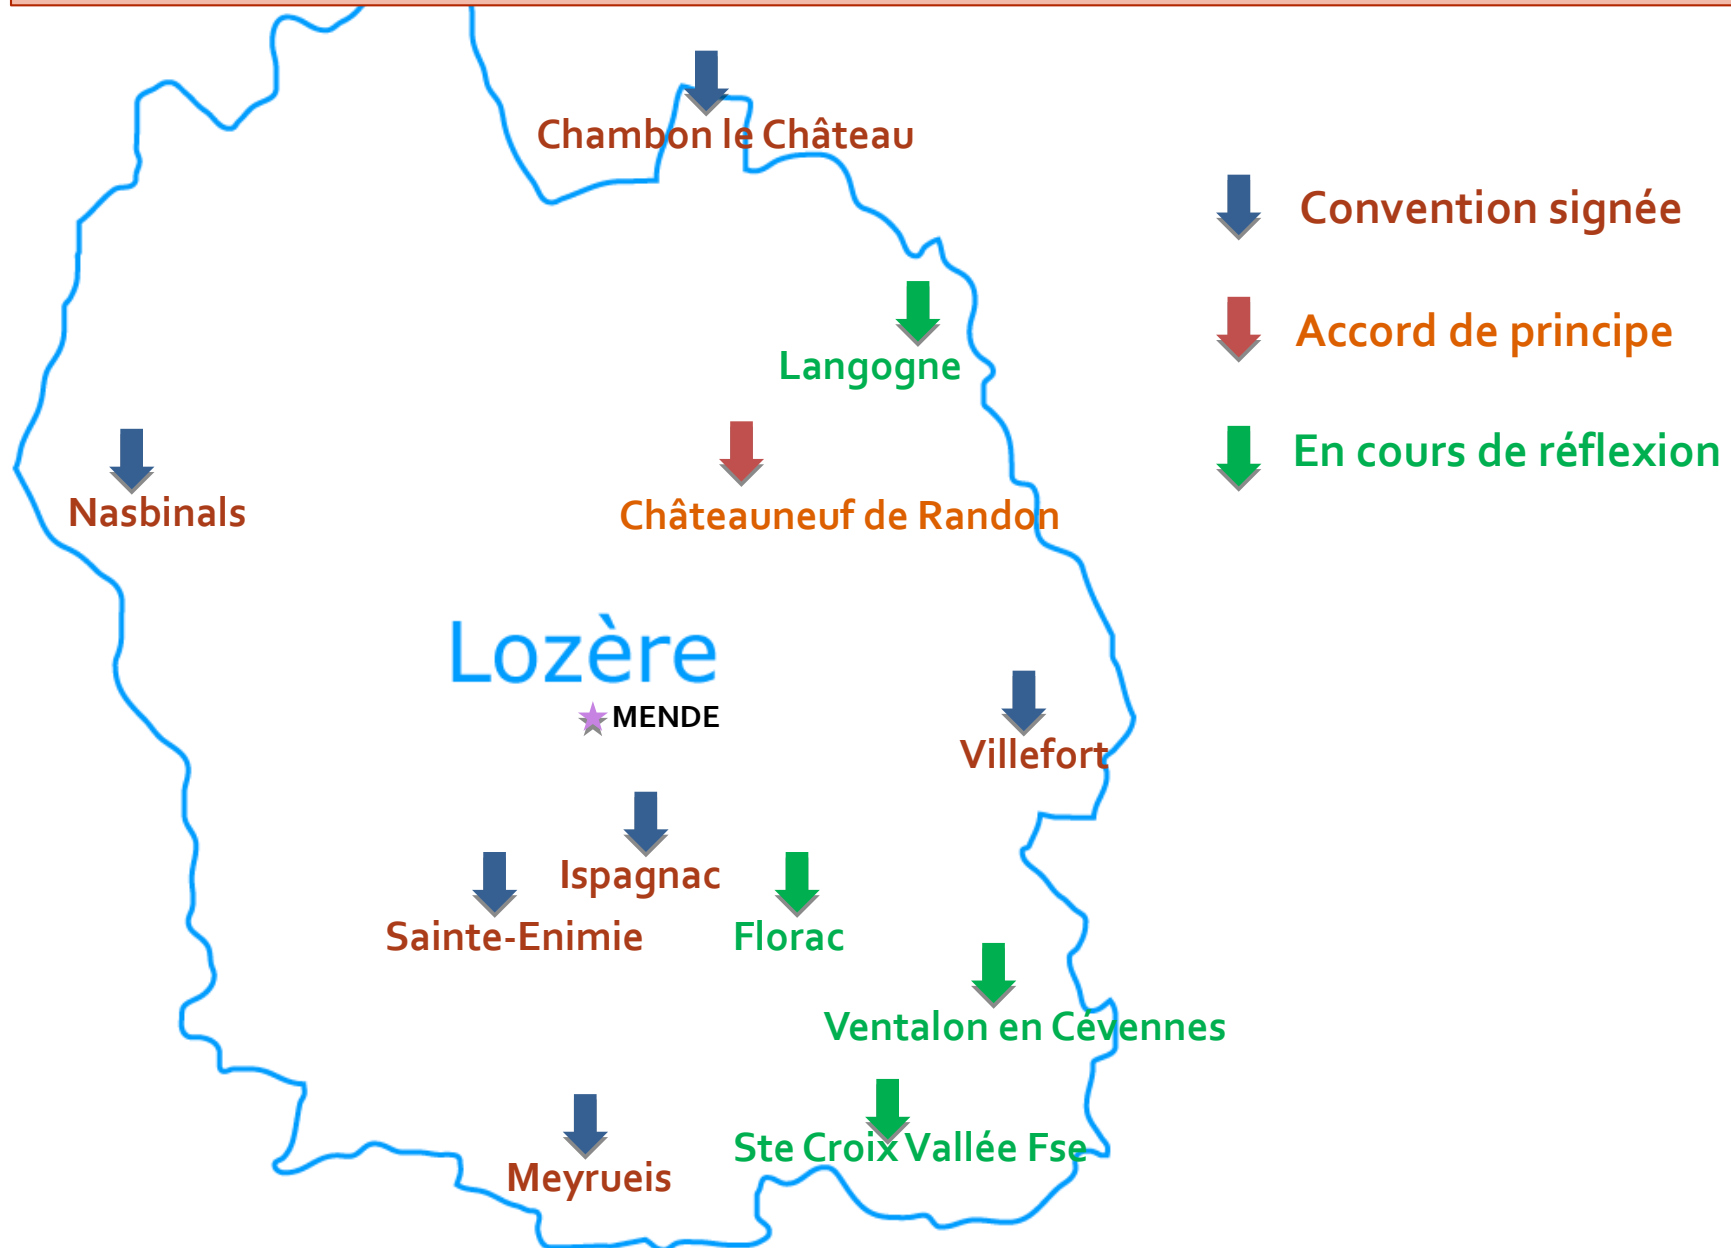 Chambon le Château
Convention signée
Accord de principe
Langogne
En cours de réflexion
Nasbinals
Châteauneuf de Randon
Lozère
MENDE
Villefort
Ispagnac
Sainte-Enimie
Florac
Ventalon en Cévennes
Ste Croix Vallée Fse
Meyrueis